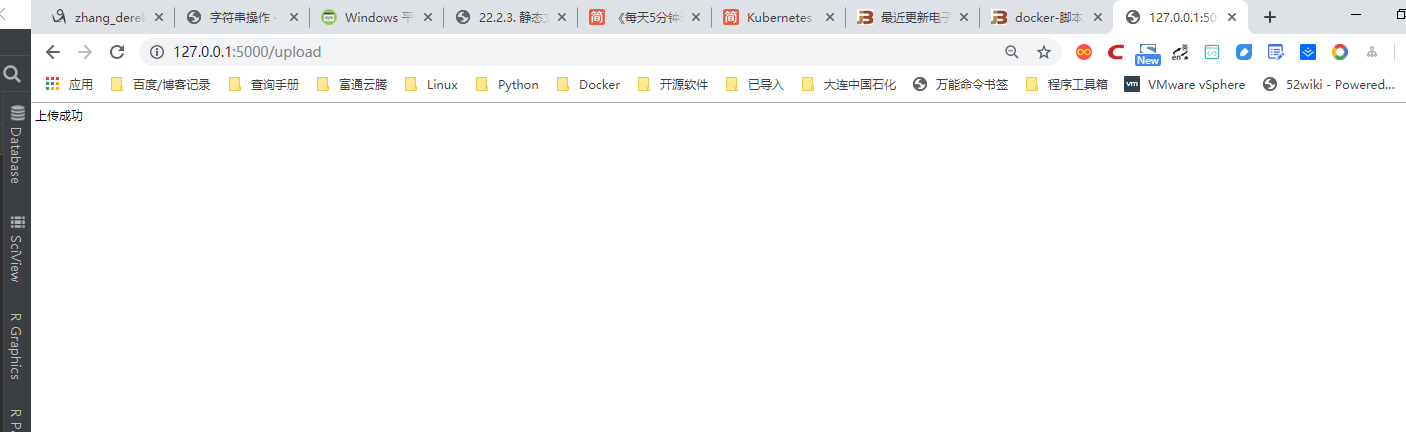 zhang_derek
字符串操作 ·
Windows 平
22.2.3. 静态文
《每天5分钟
Kubernetes
最近更新电子
docker-脚本
127.0.0.1:50
127.0.0.1:5000/upload
New
en
应用
百度/博客记录
查询手册
富通云腾
Linux
Python
Docker
开源软件
已导入
大连中国石化
万能命令书签
程序工具箱
vm
VMware vSphere
52wiki - Powered...
上传成功
Database
SciView
R Graphics